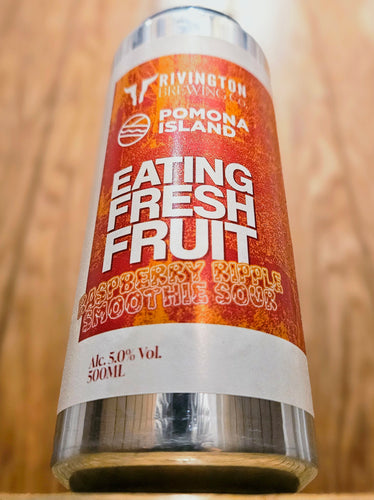 RIVINGTON
BREWING CO.
POMONA
ISLAND
EATING
FRESH
FRUIT
RASPBERRY RIPPLE
SMOOTHIE SOUR
Alc. 5.0% Vol.
500ML